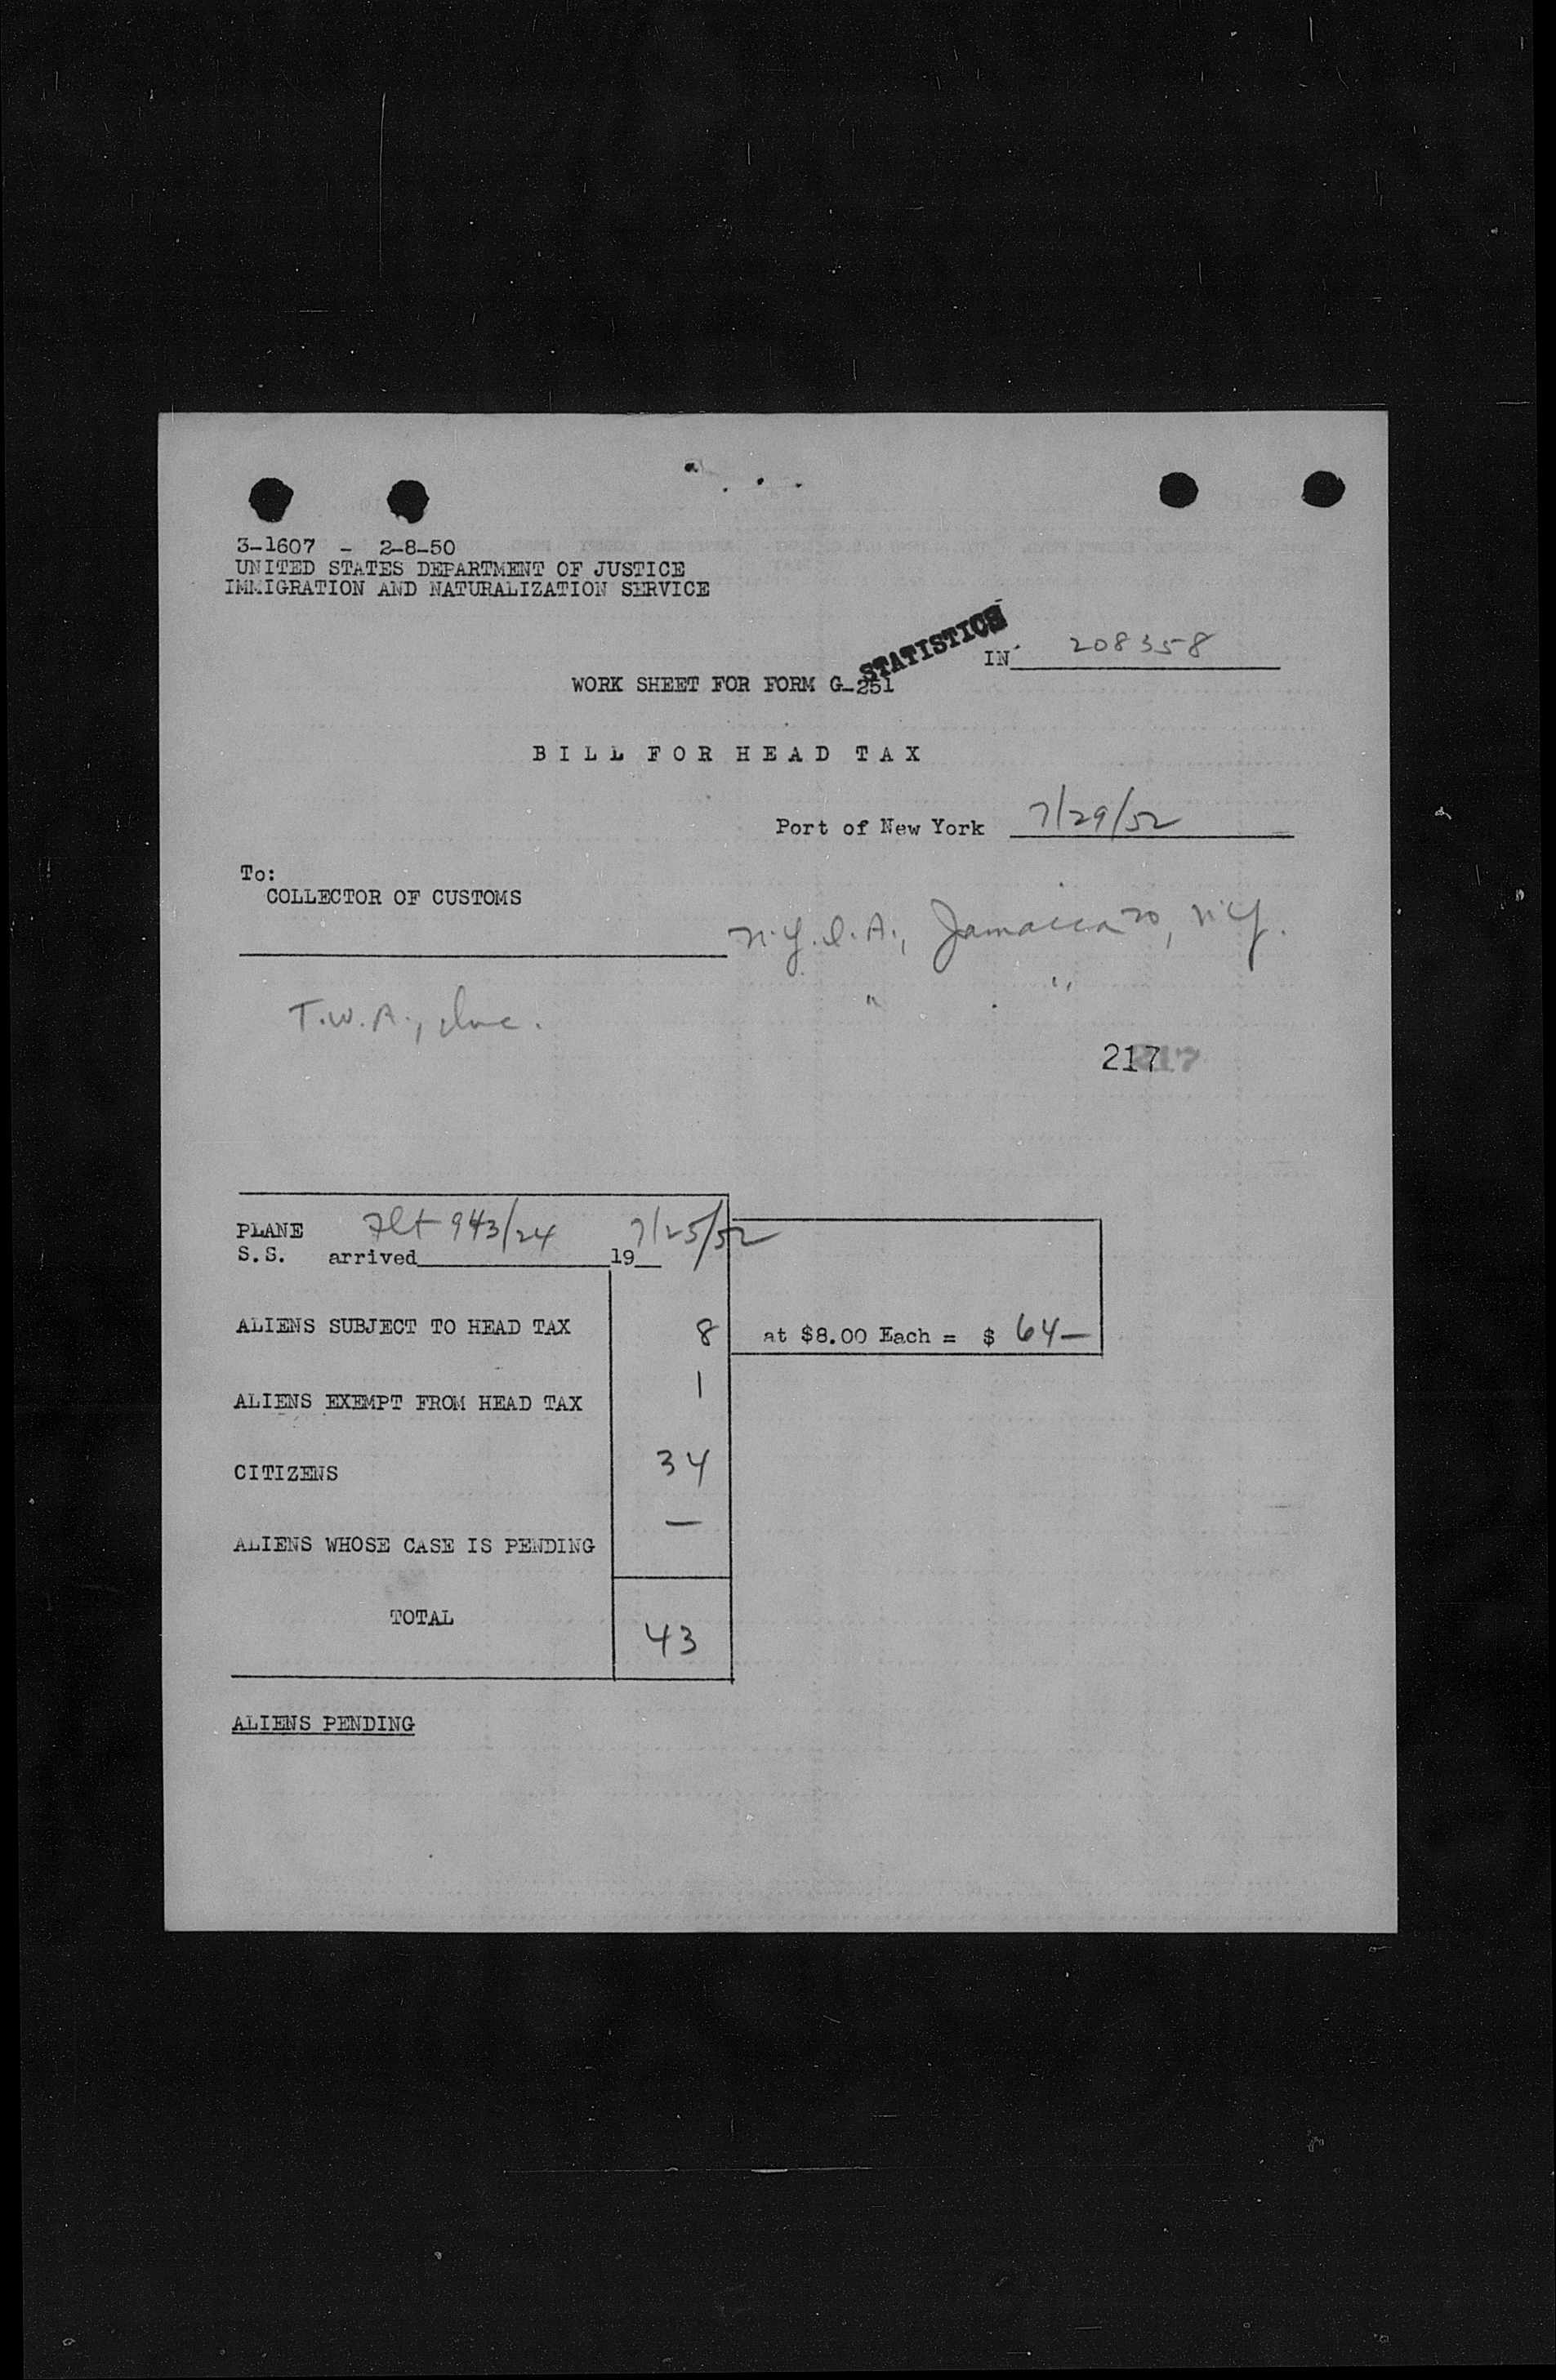 3-1607 - 2-8-50
UNITED STATES DEPARTMENT OF JUSTICE
IMMIGRATION AND NATURALIZATION SERVICE
STATISTICS
IN 208358
WORK SHEET FOR FORM G-251
BILL FOR HEAD TAX
Port of New York 7/29/52
To:
COLLECTOR OF CUSTOMS
N.Y.I.A., Jamaica 20, N.Y.
T.W.A., Inc. " "
217 217
PLANE Flt 943/24 7/25/52
S.S. arrived 19
ALIENS SUBJECT TO HEAD TAX 8 at $8.00 Each = $ 64—
ALIENS EXEMPT FROM HEAD TAX 1
CITIZENS 34
ALIENS WHOSE CASE IS PENDING —
TOTAL 43
ALIENS PENDING